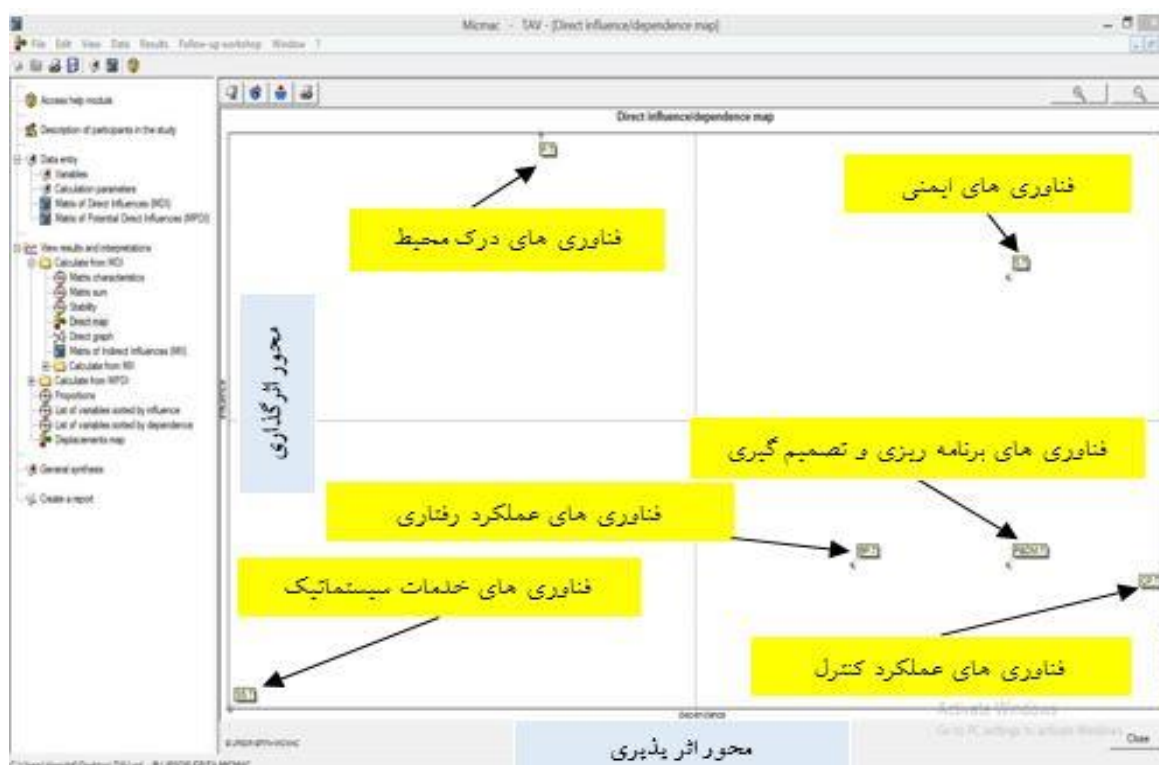 Micmac - TAV - [Direct influence/dependence map]
File Edit View Data Results Follow-up workshop Window ?
Access help module
Description of participants in the study
Data entry
Variables
Calculation parameters
Matrix of Direct Influences (MDI)
Matrix of Potential Direct Influences (MPDI)
View results and interpretations
Calculate from MDI
Matrix characteristics
Matrix sum
Stability
Direct map
Direct graph
Matrix of Indirect Influences (MII)
Calculate from MII
Calculate from MPDI
Proportions
List of variables sorted by influence
List of variables sorted by dependence
Displacements map
General synthesis
Create a report
Direct influence/dependence map
فناوری های ایمنی
فناوری های درک محیط
محور اثرگذاری
فناوری های برنامه ریزی و تصمیم گیری
فناوری های عملکرد رفتاری
فناوری های خدمات سیستماتیک
فناوری های عملکرد کنترل
dependence
Activate Windows
Go to PC settings to activate Windows.
Close
محور اثر پذیری